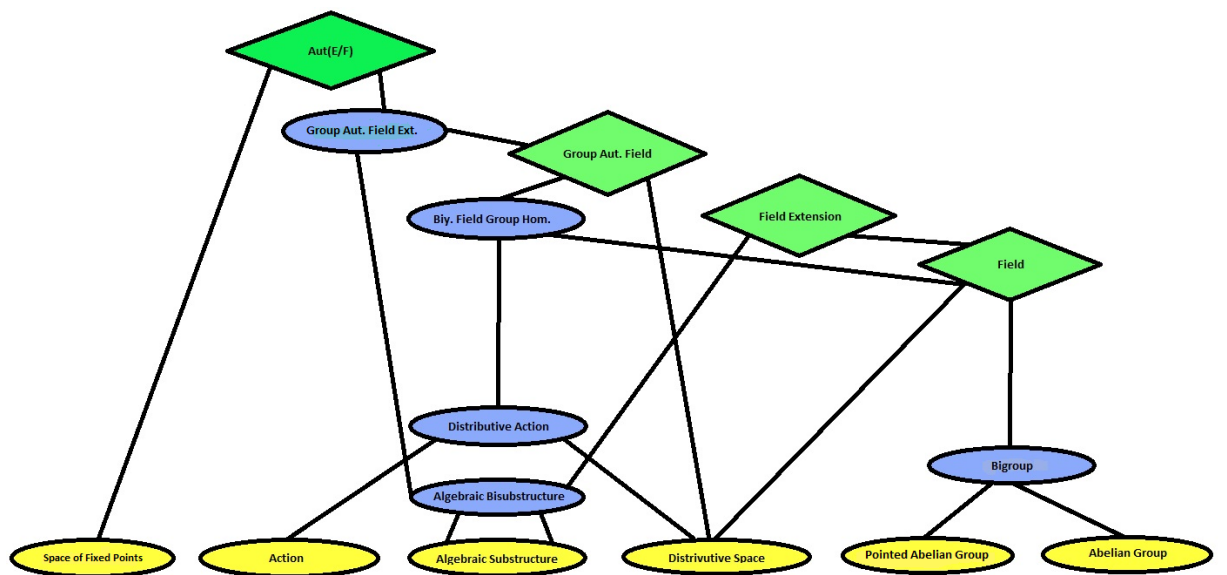 Aut(E/F)
Group Aut. Field Ext.
Group Aut. Field
Biy. Field Group Hom.
Field Extension
Field
Distributive Action
Bigroup
Algebraic Bisubstructure
Space of Fixed Points
Action
Algebraic Substructure
Distrivutive Space
Pointed Abelian Group
Abelian Group